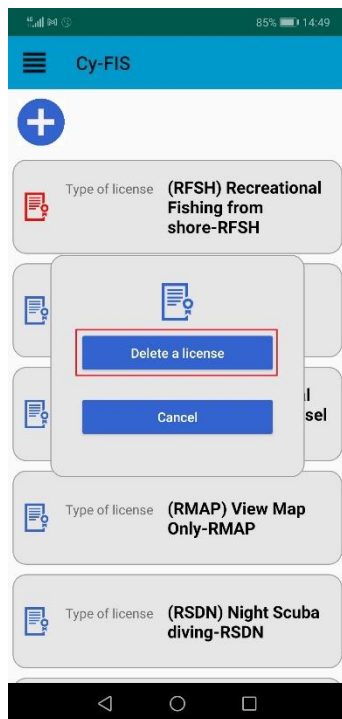 85% 14:49
Cy-FIS
Type of license (RFSH) Recreational
Fishing from
shore-RFSH
Delete a license
Cancel
l
sel
Type of license (RMAP) View Map
Only-RMAP
Type of license (RSDN) Night Scuba
diving-RSDN